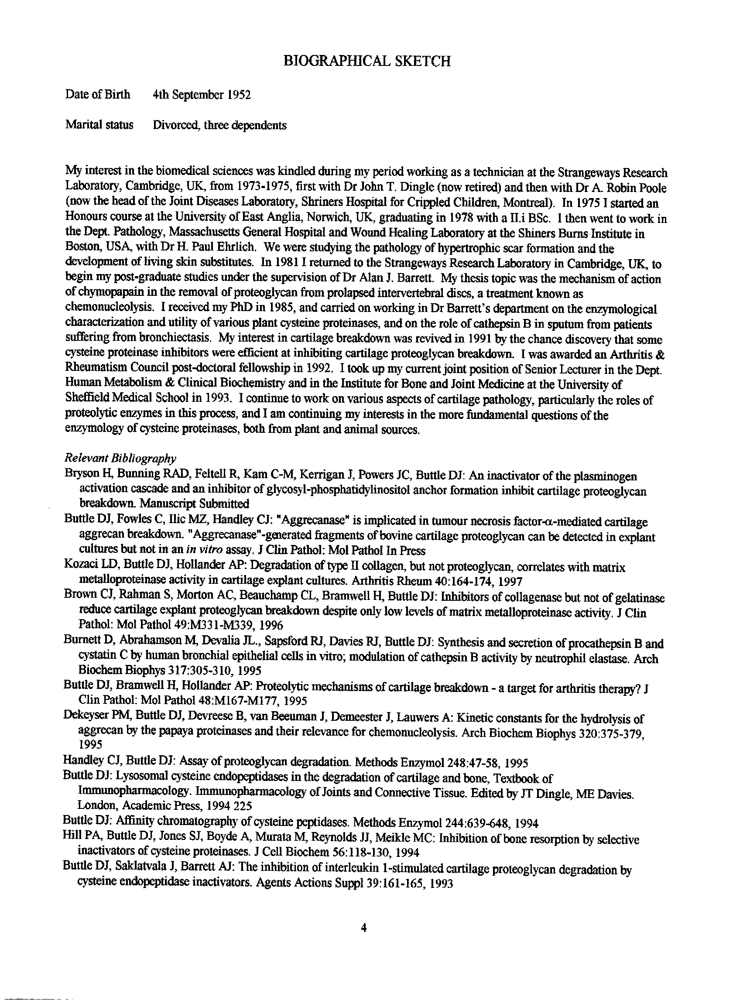 BIOGRAPHICAL SKETCH
Date of Birth 4th September 1952
Marital status Divorced, three dependents
My interest in the biomedical sciences was kindled during my period working as a technician at the Strangeways Research
Laboratory, Cambridge, UK, from 1973-1975, first with Dr John T. Dingle (now retired) and then with Dr A. Robin Poole
(now the head of the Joint Diseases Laboratory, Shriners Hospital for Crippled Children, Montreal). In 1975 I started an
Honours course at the University of East Anglia, Norwich, UK, graduating in 1978 with a II.i BSc. I then went to work in
the Dept. Pathology, Massachusetts General Hospital and Wound Healing Laboratory at the Shiners Burns Institute in
Boston, USA, with Dr H. Paul Ehrlich. We were studying the pathology of hypertrophic scar formation and the
development of living skin substitutes. In 1981 I returned to the Strangeways Research Laboratory in Cambridge, UK, to
begin my post-graduate studies under the supervision of Dr Alan J. Barrett. My thesis topic was the mechanism of action
of chymopapain in the removal of proteoglycan from prolapsed intervertebral discs, a treatment known as
chemonucleolysis. I received my PhD in 1985, and carried on working in Dr Barrett's department on the enzymological
characterization and utility of various plant cysteine proteinases, and on the role of cathepsin B in sputum from patients
suffering from bronchiectasis. My interest in cartilage breakdown was revived in 1991 by the chance discovery that some
cysteine proteinase inhibitors were efficient at inhibiting cartilage proteoglycan breakdown. I was awarded an Arthritis &
Rheumatism Council post-doctoral fellowship in 1992. I took up my current joint position of Senior Lecturer in the Dept.
Human Metabolism & Clinical Biochemistry and in the Institute for Bone and Joint Medicine at the University of
Sheffield Medical School in 1993. I continue to work on various aspects of cartilage pathology, particularly the roles of
proteolytic enzymes in this process, and I am continuing my interests in the more fundamental questions of the
enzymology of cysteine proteinases, both from plant and animal sources.
Relevant Bibliography
Bryson H, Bunning RAD, Feltell R, Kam C-M, Kerrigan J, Powers JC, Buttle DJ: An inactivator of the plasminogen
activation cascade and an inhibitor of glycosyl-phosphatidylinositol anchor formation inhibit cartilage proteoglycan
breakdown. Manuscript Submitted
Buttle DJ, Fowles C, Ilic MZ, Handley CJ: "Aggrecanase" is implicated in tumour necrosis factor-α-mediated cartilage
aggrecan breakdown. "Aggrecanase"-generated fragments of bovine cartilage proteoglycan can be detected in explant
cultures but not in an in vitro assay. J Clin Pathol: Mol Pathol In Press
Kozaci LD, Buttle DJ, Hollander AP: Degradation of type II collagen, but not proteoglycan, correlates with matrix
metalloproteinase activity in cartilage explant cultures. Arthritis Rheum 40:164-174, 1997
Brown CJ, Rahman S, Morton AC, Beauchamp CL, Bramwell H, Buttle DJ: Inhibitors of collagenase but not of gelatinase
reduce cartilage explant proteoglycan breakdown despite only low levels of matrix metalloproteinase activity. J Clin
Pathol: Mol Pathol 49:M331-M339, 1996
Burnett D, Abrahamson M, Devalia JL., Sapsford RJ, Davies RJ, Buttle DJ: Synthesis and secretion of procathepsin B and
cystatin C by human bronchial epithelial cells in vitro; modulation of cathepsin B activity by neutrophil elastase. Arch
Biochem Biophys 317:305-310, 1995
Buttle DJ, Bramwell H, Hollander AP: Proteolytic mechanisms of cartilage breakdown - a target for arthritis therapy? J
Clin Pathol: Mol Pathol 48:M167-M177, 1995
Dekeyser PM, Buttle DJ, Devreese B, van Beeuman J, Demeester J, Lauwers A: Kinetic constants for the hydrolysis of
aggrecan by the papaya proteinases and their relevance for chemonucleolysis. Arch Biochem Biophys 320:375-379,
1995
Handley CJ, Buttle DJ: Assay of proteoglycan degradation. Methods Enzymol 248:47-58, 1995
Buttle DJ: Lysosomal cysteine endopeptidases in the degradation of cartilage and bone, Textbook of
Immunopharmacology. Immunopharmacology of Joints and Connective Tissue. Edited by JT Dingle, ME Davies.
London, Academic Press, 1994 225
Buttle DJ: Affinity chromatography of cysteine peptidases. Methods Enzymol 244:639-648, 1994
Hill PA, Buttle DJ, Jones SJ, Boyde A, Murata M, Reynolds JJ, Meikle MC: Inhibition of bone resorption by selective
inactivators of cysteine proteinases. J Cell Biochem 56:118-130, 1994
Buttle DJ, Saklatvala J, Barrett AJ: The inhibition of interleukin 1-stimulated cartilage proteoglycan degradation by
cysteine endopeptidase inactivators. Agents Actions Suppl 39:161-165, 1993
4